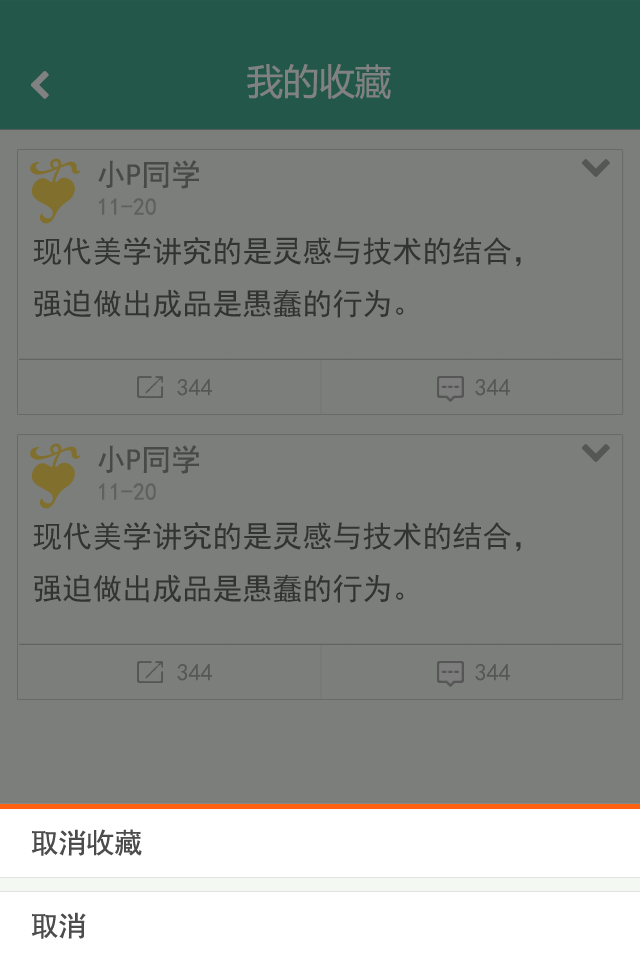 我的收藏
小P同学
11-20
现代美学讲究的是灵感与技术的结合，
强迫做出成品是愚蠢的行为。
344 344
小P同学
11-20
现代美学讲究的是灵感与技术的结合，
强迫做出成品是愚蠢的行为。
344 344
取消收藏
取消